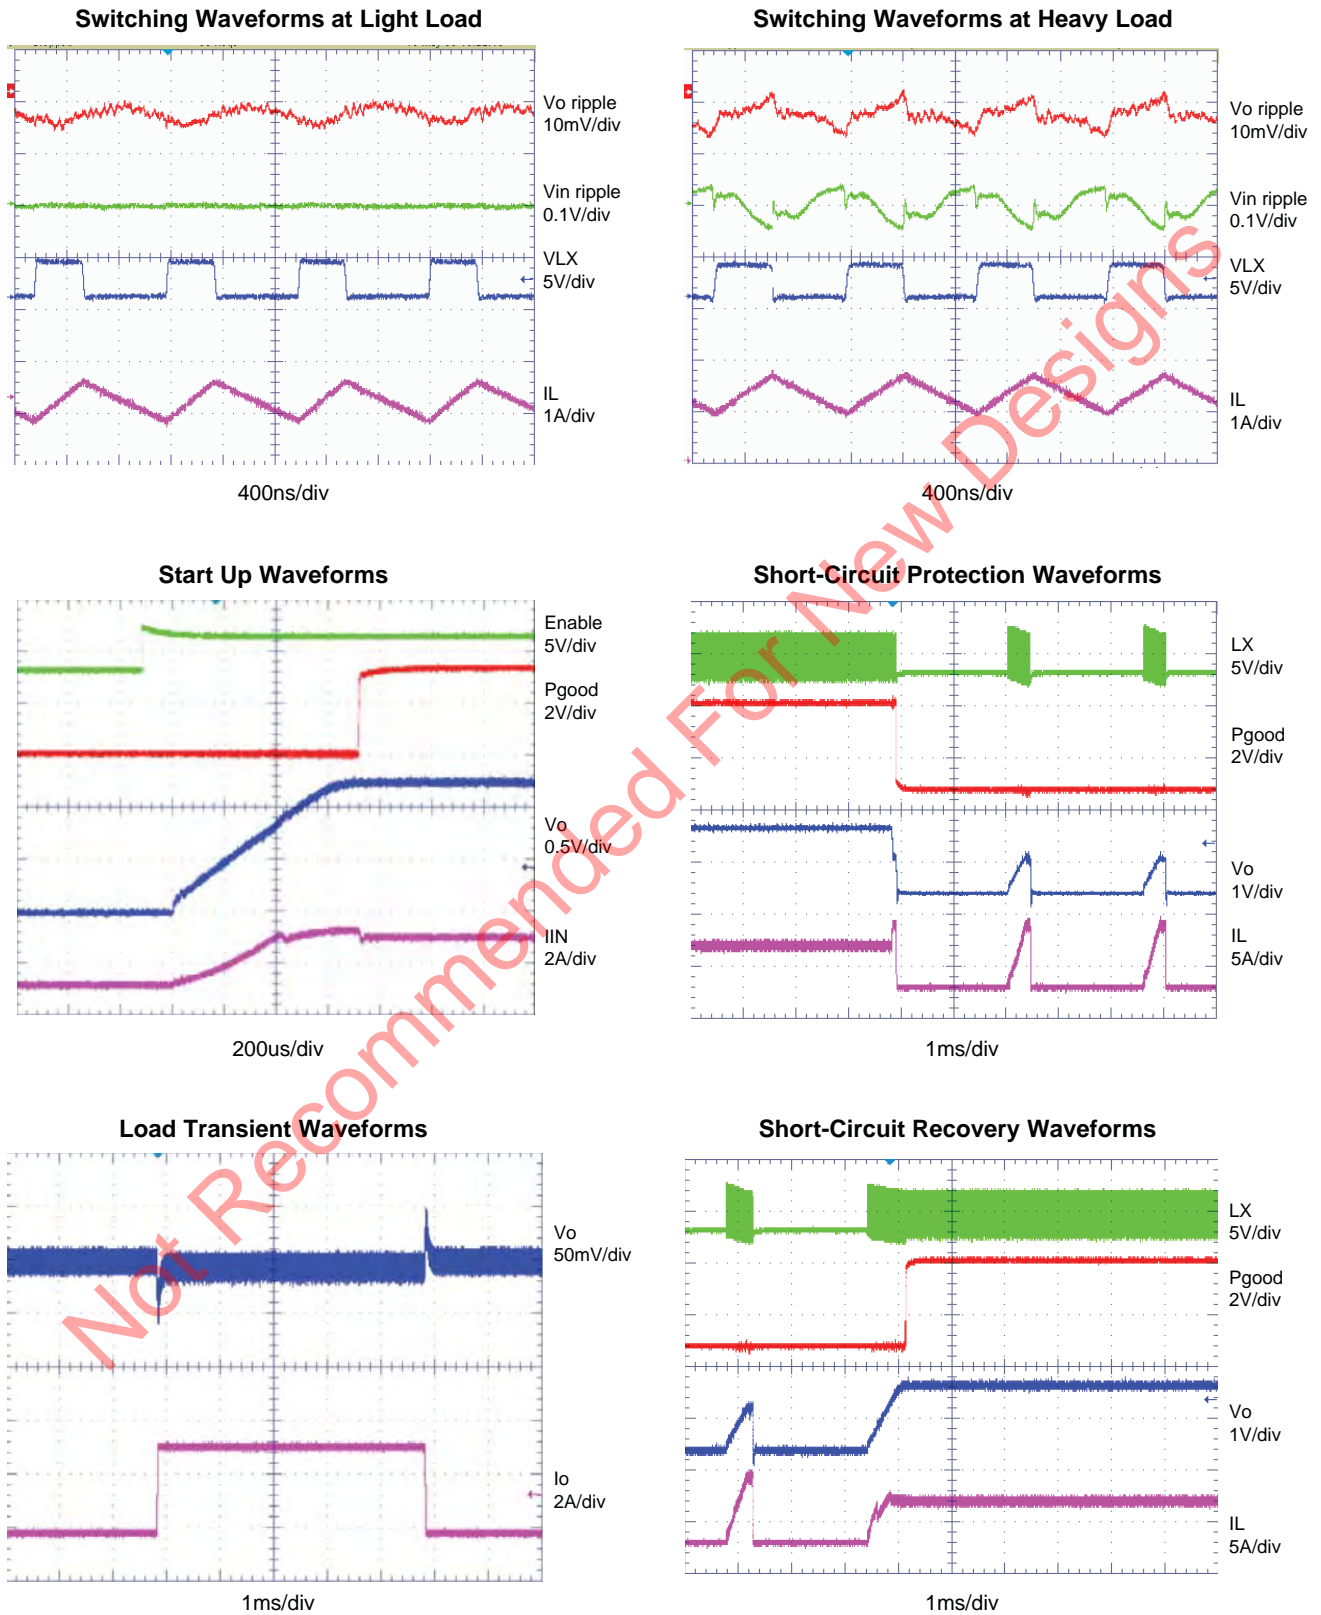 Switching Waveforms at Light Load
Vo ripple
10mV/div
Vin ripple
0.1V/div
VLX
5V/div
IL
1A/div
400ns/div
Switching Waveforms at Heavy Load
Vo ripple
10mV/div
Vin ripple
0.1V/div
VLX
5V/div
IL
1A/div
400ns/div
Start Up Waveforms
Enable
5V/div
Pgood
2V/div
Vo
0.5V/div
IIN
2A/div
200us/div
Short-Circuit Protection Waveforms
LX
5V/div
Pgood
2V/div
Vo
1V/div
IL
5A/div
1ms/div
Load Transient Waveforms
Vo
50mV/div
Io
2A/div
1ms/div
Short-Circuit Recovery Waveforms
LX
5V/div
Pgood
2V/div
Vo
1V/div
IL
5A/div
1ms/div
Not Recommended For New Designs